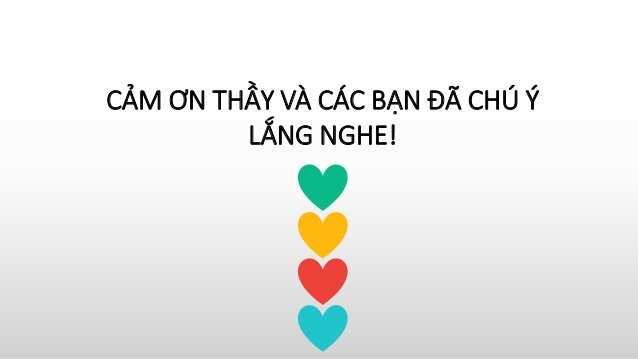 CẢM ƠN THẦY VÀ CÁC BẠN ĐÃ CHÚ Ý
LẮNG NGHE!